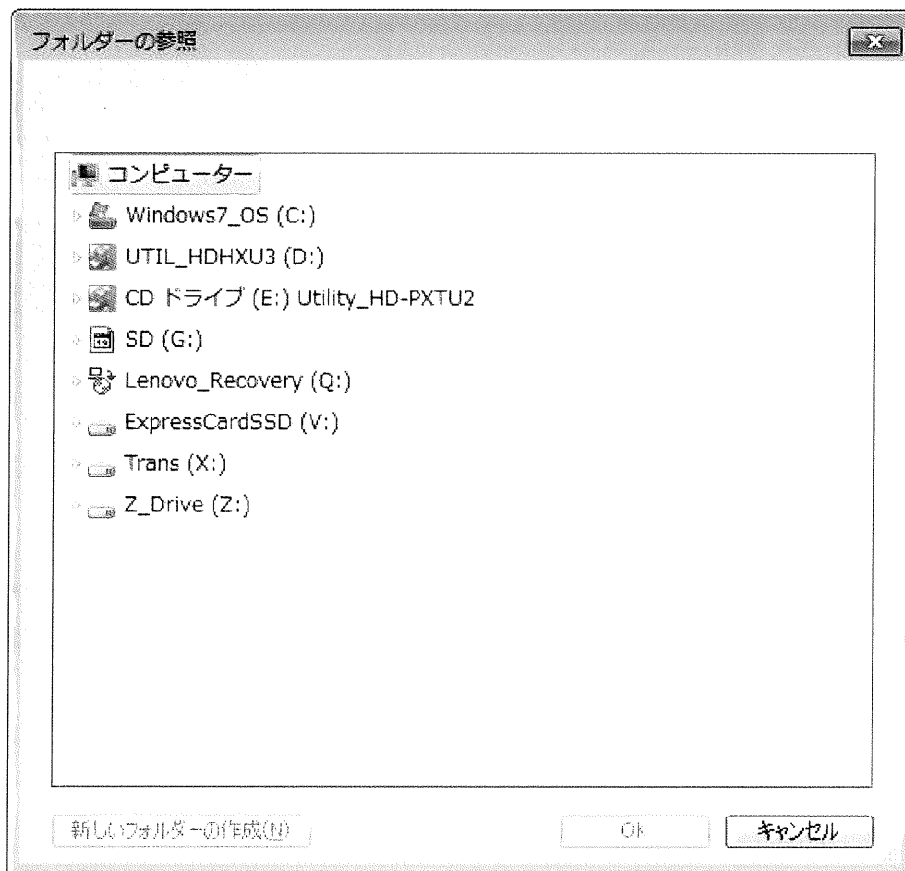 フォルダーの参照
コンピューター
Windows7_OS (C:)
UTIL_HDHXU3 (D:)
CD ドライブ (E:) Utility_HD-PXTU2
SD (G:)
Lenovo_Recovery (Q:)
ExpressCardSSD (V:)
Trans (X:)
Z_Drive (Z:)
新しいフォルダーの作成(N)
OK
キャンセル